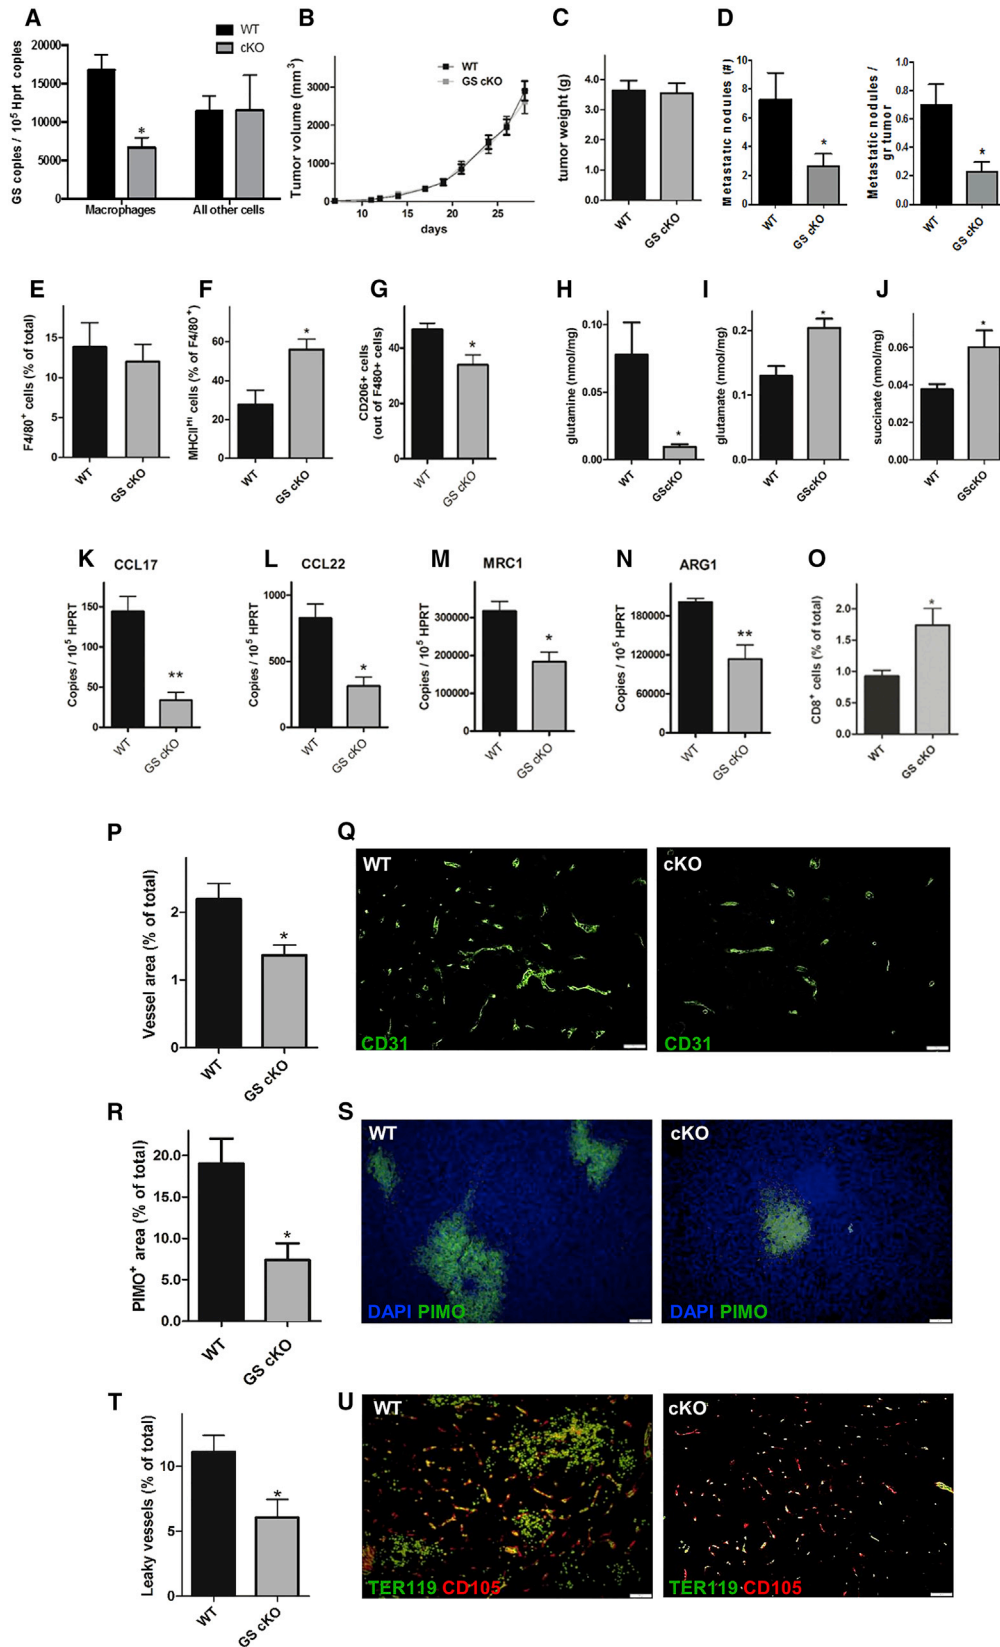 A
GS copies / 10⁵ Hprt copies
20000
15000
10000
5000
0
WT
cKO
*
Macrophages
All other cells
B
Tumor volume (mm³)
3000
2000
1000
0
WT
GS cKO
10
15
20
25
days
C
tumor weight (g)
4.0
3.0
2.0
1.0
0.0
WT
GS cKO
D
Metastatic nodules (#)
10
8
6
4
2
0
*
WT
GS cKO
Metastatic nodules /
gr tumor
1.0
0.8
0.6
0.4
0.2
0.0
*
WT
GS cKO
E
F4/80⁺ cells (% of total)
15
10
5
0
WT
GS cKO
F
MHCIIᴴᴵ cells (% of F4/80⁺)
60
40
20
0
*
WT
GS cKO
G
CD206+ cells
(out of F480+ cells)
40
20
0
*
WT
GS cKO
H
glutamine (nmol/mg)
0.10
0.05
0.00
*
WT
GScKO
I
glutamate (nmol/mg)
0.2
0.1
0.0
*
WT
GScKO
J
succinate (nmol/mg)
0.06
0.04
0.02
0.00
*
WT
GScKO
K
CCL17
Copies / 10⁵ HPRT
150
100
50
0
**
WT
GS cKO
L
CCL22
Copies / 10⁵ HPRT
1000
500
0
*
WT
GS cKO
M
MRC1
Copies / 10⁵ HPRT
300000
200000
100000
0
*
WT
GS cKO
N
ARG1
Copies / 10⁵ HPRT
180000
120000
60000
0
**
WT
GS cKO
O
CD8⁺ cells (% of total)
2.0
1.5
1.0
0.5
0.0
*
WT
GS cKO
P
Vessel area (% of total)
2
1
0
*
WT
GS cKO
Q
WT
CD31
cKO
CD31
R
PIMO⁺ area (% of total)
20.0
15.0
10.0
5.0
0.0
*
WT
GS cKO
S
WT
DAPI PIMO
cKO
DAPI PIMO
T
Leaky vessels (% of total)
10
5
0
*
WT
GS cKO
U
WT
TER119 CD105
cKO
TER119 CD105